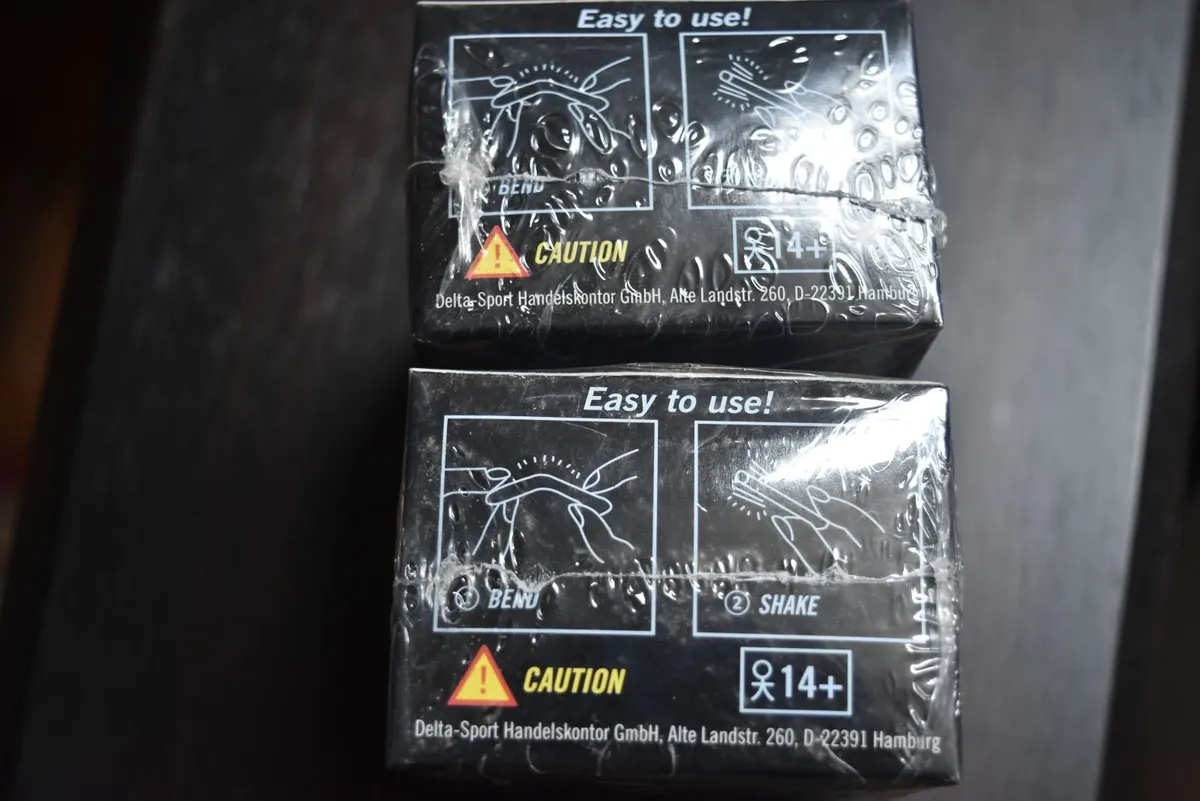 Easy to use!
BEND
CAUTION
14+
Delta-Sport Handelskontor GmbH, Alte Landstr. 260, D-22391 Hamburg
Easy to use!
1 BEND
2 SHAKE
CAUTION
14+
Delta-Sport Handelskontor GmbH, Alte Landstr. 260, D-22391 Hamburg